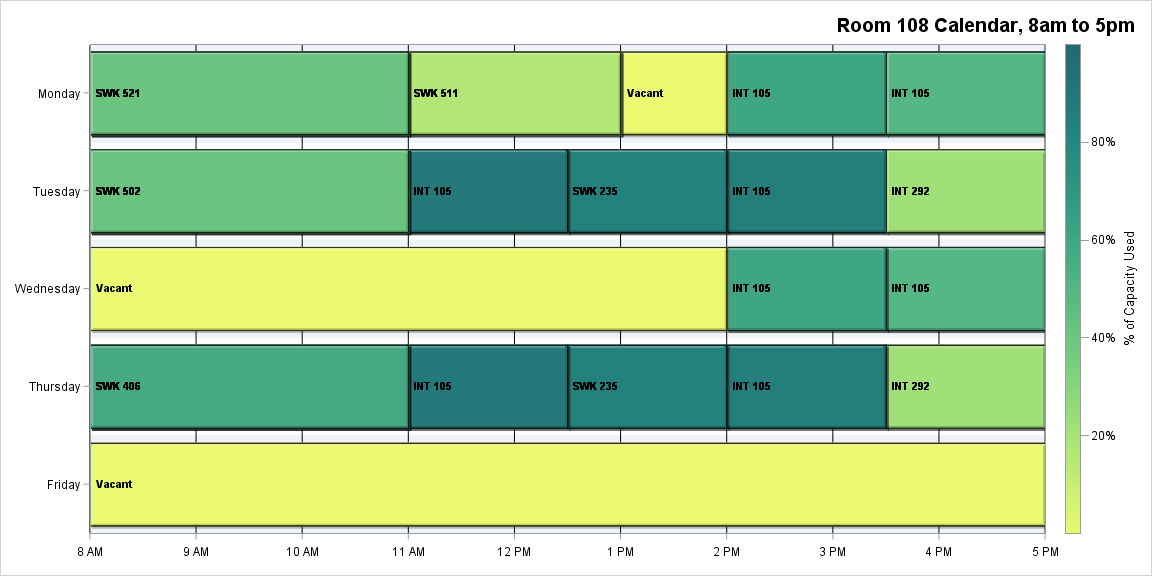 Room 108 Calendar, 8am to 5pm
Monday
SWK 521
SWK 511
Vacant
INT 105
INT 105
Tuesday
SWK 502
INT 105
SWK 235
INT 105
INT 292
Wednesday
Vacant
INT 105
INT 105
Thursday
SWK 406
INT 105
SWK 235
INT 105
INT 292
Friday
Vacant
8 AM
9 AM
10 AM
11 AM
12 PM
1 PM
2 PM
3 PM
4 PM
5 PM
80%
60%
40%
20%
% of Capacity Used